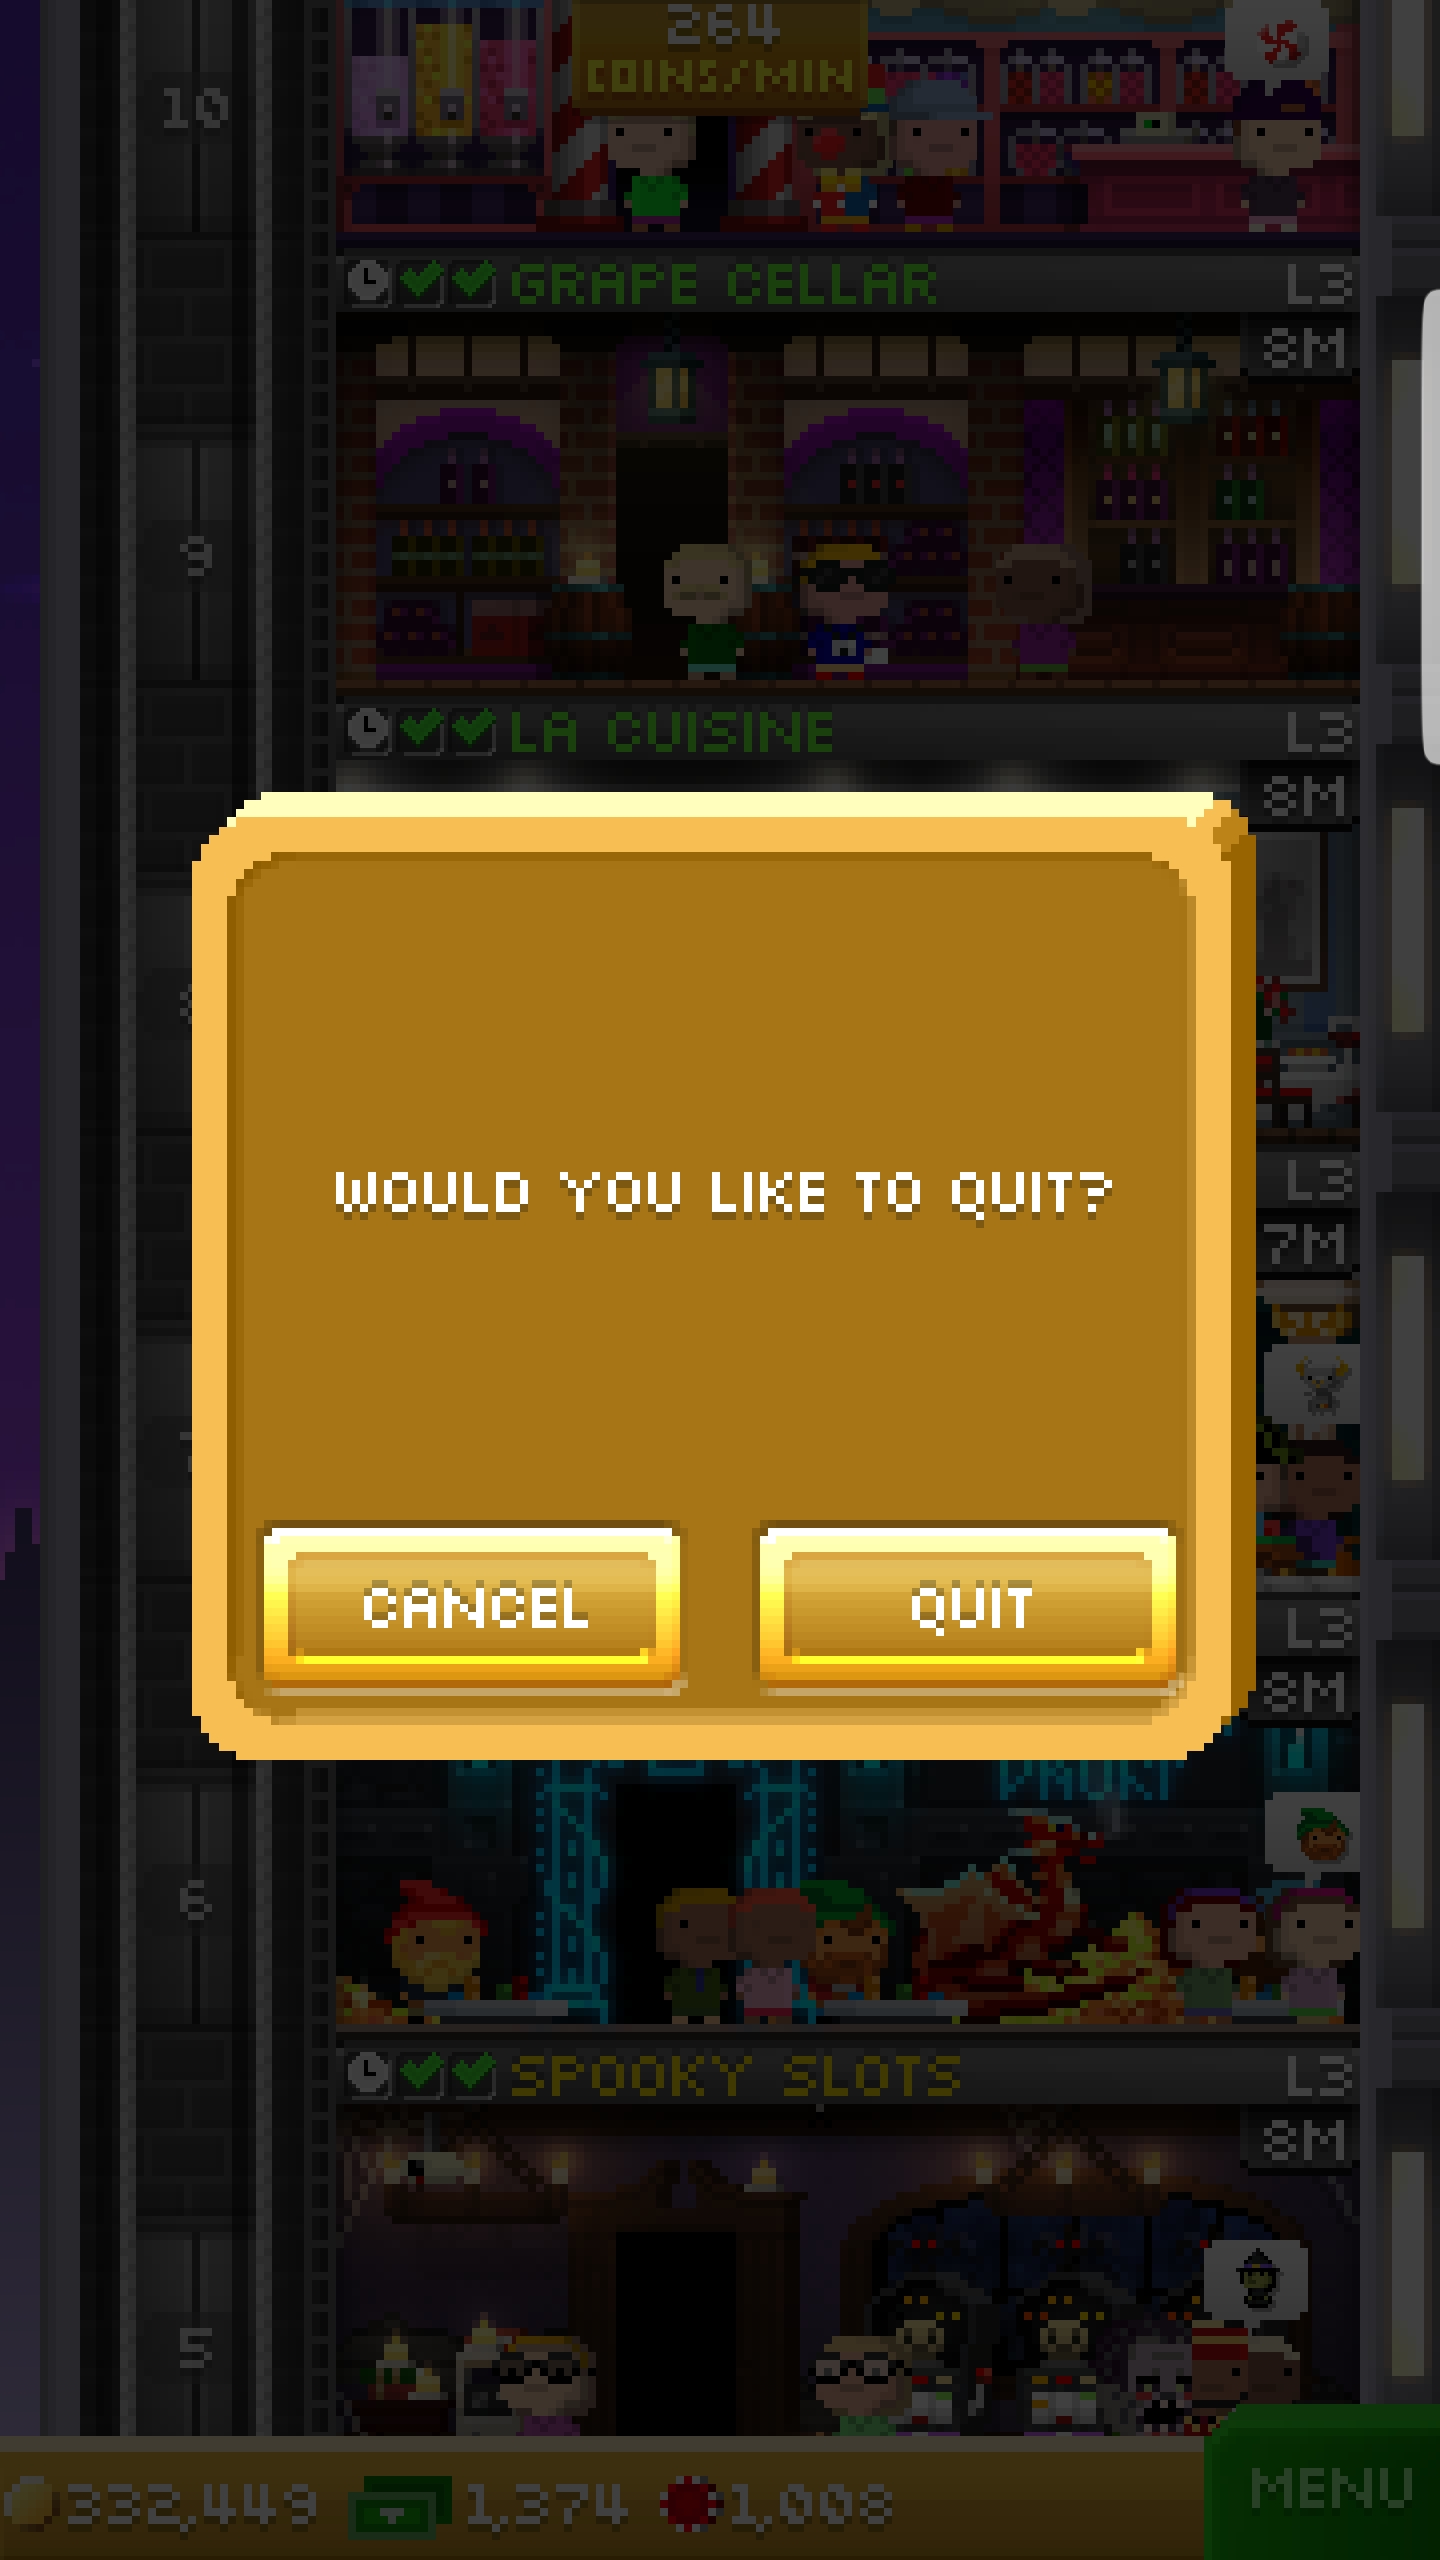 264
COINS/MIN
10
GRAPE CELLAR L3
8M
9
LA CUISINE L3
8M
WOULD YOU LIKE TO QUIT?
L3
7M
CANCEL QUIT
L3
8M
6
SPOOKY SLOTS L3
8M
5
332,449 1,374 1,008 MENU